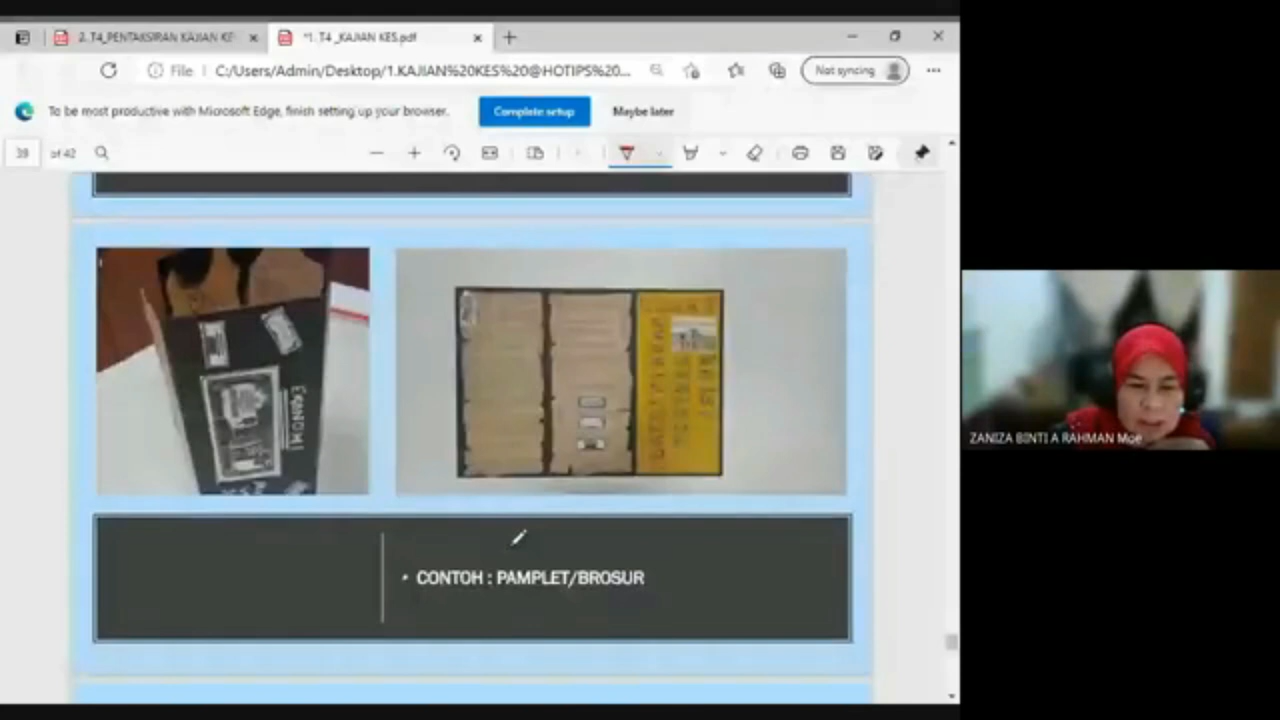 2. T4_PENTAKSIRAN KAJIAN KE
*1. T4 _KAJIAN KES.pdf
File
C:/Users/Admin/Desktop/1.KAJIAN%20KES%20@HOTIPS%20...
Not syncing
To be most productive with Microsoft Edge, finish setting up your browser.
Complete setup
Maybe later
39 of 42
EKONOMI
• CONTOH : PAMPLET/BROSUR
ZANIZA BINTI A RAHMAN Moe